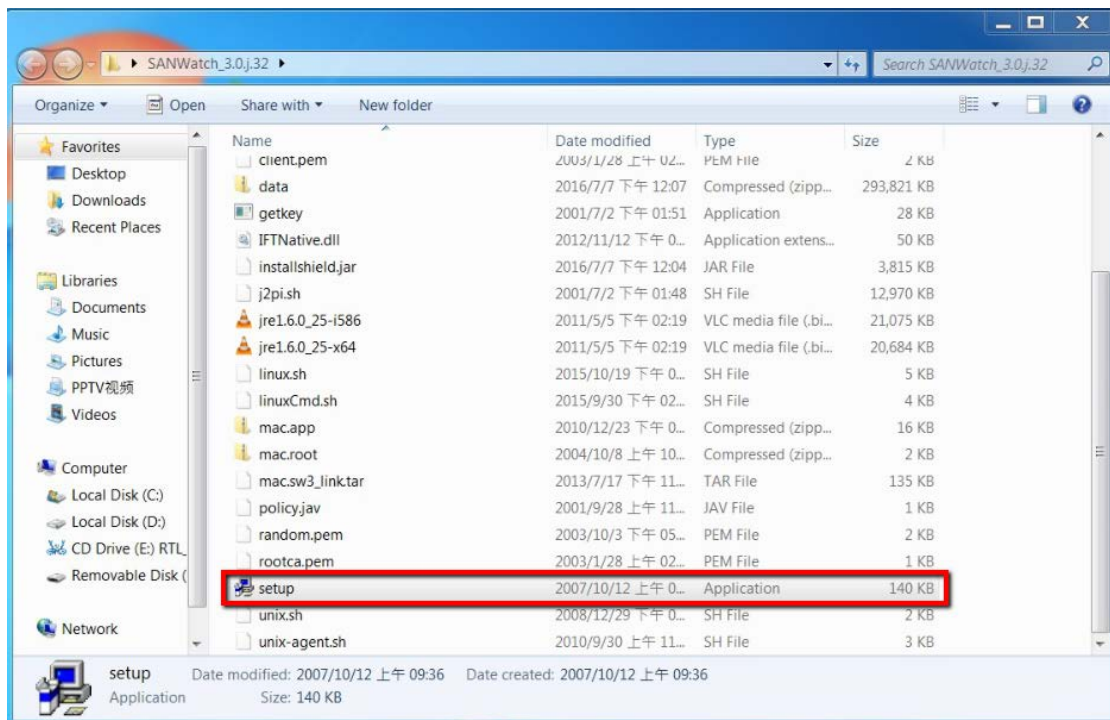 SANWatch_3.0.j.32
Search SANWatch_3.0.j.32
Organize Open Share with New folder
Name Date modified Type Size
Favorites
Desktop
Downloads
Recent Places
Libraries
Documents
Music
Pictures
PPTV视频
Videos
Computer
Local Disk (C:)
Local Disk (D:)
CD Drive (E:) RTL_
Removable Disk (
Network
client.pem 2003/1/28 上午 02... PEM File 2 KB
data 2016/7/7 下午 12:07 Compressed (zipp... 293,821 KB
getkey 2001/7/2 下午 01:51 Application 28 KB
IFTNative.dll 2012/11/12 下午 0... Application extens... 50 KB
installshield.jar 2016/7/7 下午 12:04 JAR File 3,815 KB
j2pi.sh 2001/7/2 下午 01:48 SH File 12,970 KB
jre1.6.0_25-i586 2011/5/5 下午 02:19 VLC media file (.bi... 21,075 KB
jre1.6.0_25-x64 2011/5/5 下午 02:19 VLC media file (.bi... 20,684 KB
linux.sh 2015/10/19 下午 0... SH File 5 KB
linuxCmd.sh 2015/9/30 下午 02... SH File 4 KB
mac.app 2010/12/23 下午 0... Compressed (zipp... 16 KB
mac.root 2004/10/8 上午 10... Compressed (zipp... 2 KB
mac.sw3_link.tar 2013/7/17 下午 11... TAR File 135 KB
policy.jav 2001/9/28 上午 11... JAV File 1 KB
random.pem 2003/10/3 下午 05... PEM File 2 KB
rootca.pem 2003/1/28 上午 02... PEM File 1 KB
setup 2007/10/12 上午 0... Application 140 KB
unix.sh 2008/12/29 下午 0... SH File 2 KB
unix-agent.sh 2010/9/30 上午 11... SH File 3 KB
setup Date modified: 2007/10/12 上午 09:36 Date created: 2007/10/12 上午 09:36
Application Size: 140 KB